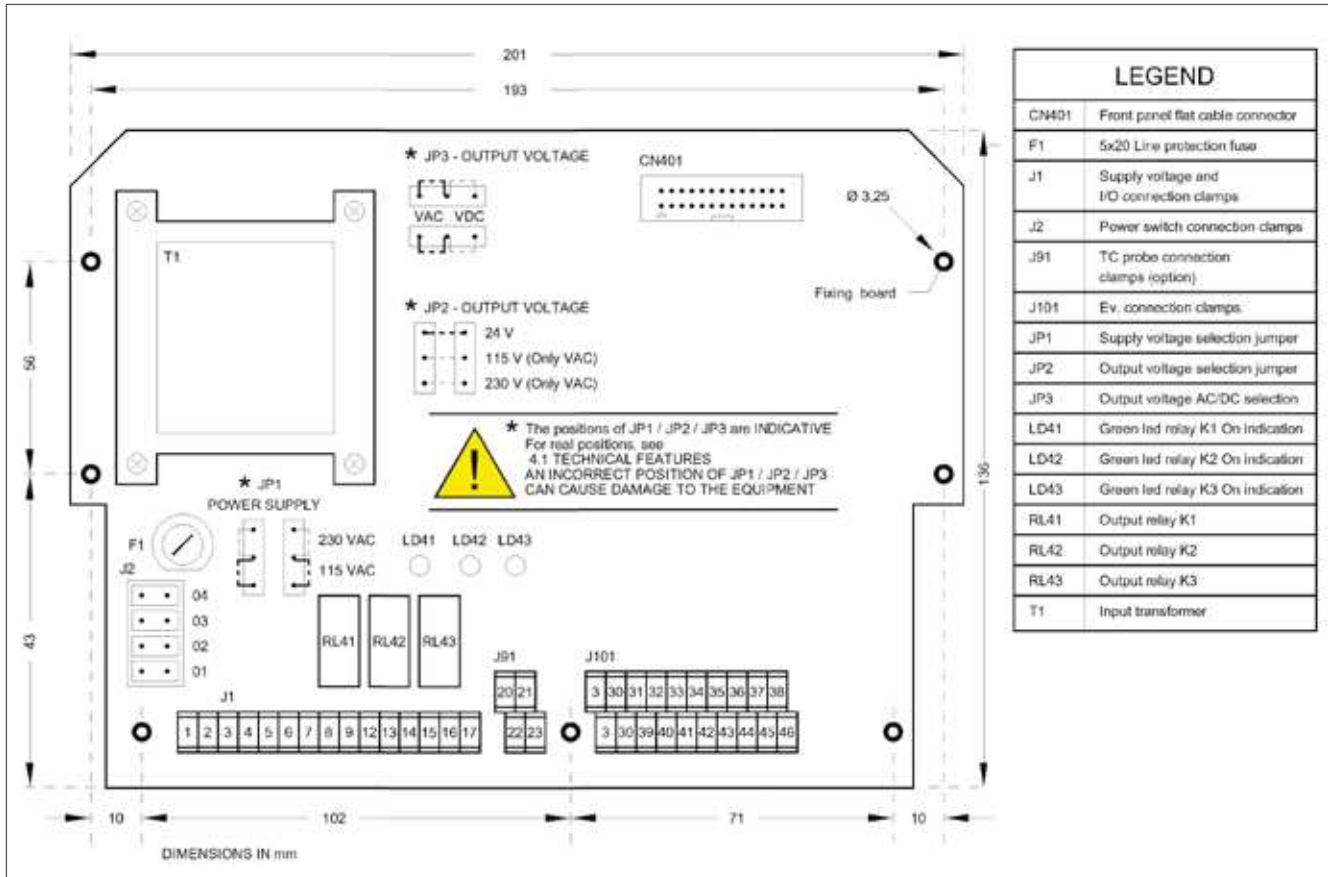 201
193
* JP3 - OUTPUT VOLTAGE
VAC VDC
CN401
Ø 3,25
Fixing board
T1
* JP2 - OUTPUT VOLTAGE
24 V
115 V (Only VAC)
230 V (Only VAC)
56
136
* The positions of JP1 / JP2 / JP3 are INDICATIVE
For real positions, see
4.1 TECHNICAL FEATURES
AN INCORRECT POSITION OF JP1 / JP2 / JP3
CAN CAUSE DAMAGE TO THE EQUIPMENT
!
* JP1
POWER SUPPLY
230 VAC
115 VAC
F1
J2
04
03
02
01
LD41 LD42 LD43
RL41 RL42 RL43
43
J1
1 2 3 4 5 6 7 8 9 12 13 14 15 16 17
J91
20 21
22 23
J101
3 30 31 32 33 34 35 36 37 38
3 30 39 40 41 42 43 44 45 46
10
102
71
10
DIMENSIONS IN mm
LEGEND
CN401 Front panel flat cable connector
F1 5x20 Line protection fuse
J1 Supply voltage and
I/O connection clamps
J2 Power switch connection clamps
J91 TC probe connection
clamps (option)
J101 Ev. connection clamps
JP1 Supply voltage selection jumper
JP2 Output voltage selection jumper
JP3 Output voltage AC/DC selection
LD41 Green led relay K1 On indication
LD42 Green led relay K2 On indication
LD43 Green led relay K3 On indication
RL41 Output relay K1
RL42 Output relay K2
RL43 Output relay K3
T1 Input transformer